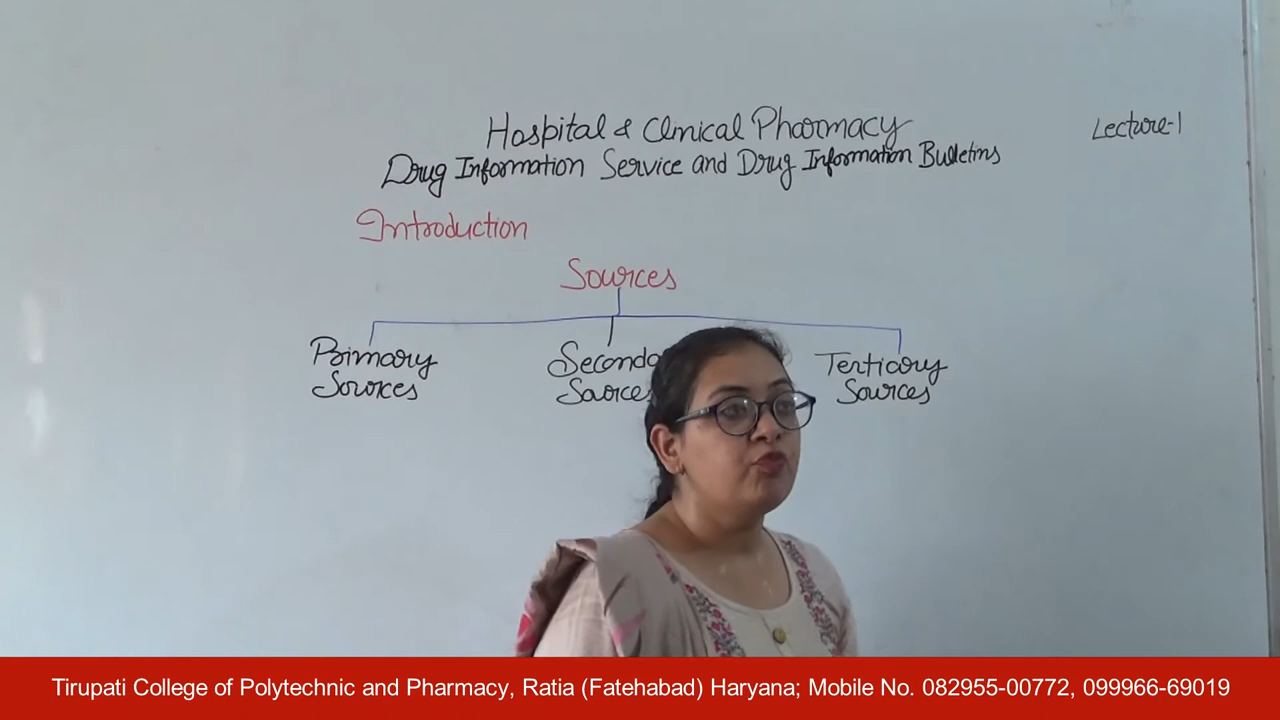 Hospital & Clinical Pharmacy
Lecture-1
Drug Information Service and Drug Information Bulletins
Introduction
Sources
Primary
Sources
Seconda
Sources
Tertiary
Sources
Tirupati College of Polytechnic and Pharmacy, Ratia (Fatehabad) Haryana; Mobile No. 082955-00772, 099966-69019